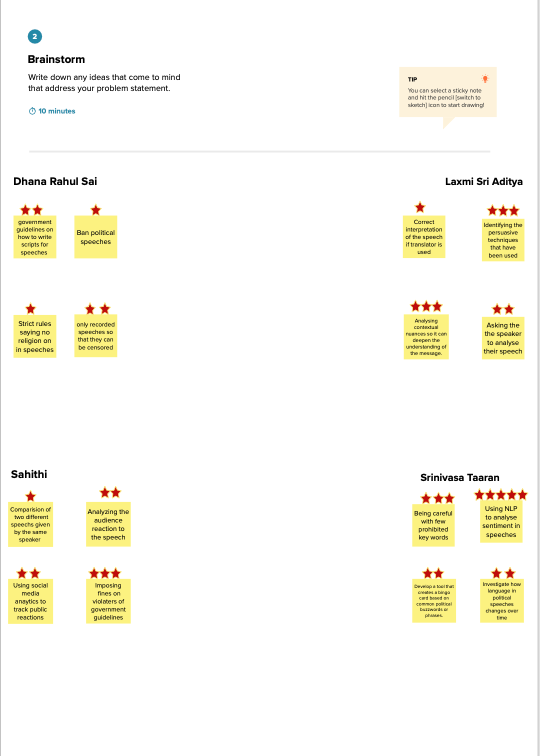 2
Brainstorm
Write down any ideas that come to mind
that address your problem statement.
10 minutes
TIP
You can select a sticky note
and hit the pencil [switch to
sketch] icon to start drawing!
Dhana Rahul Sai
government
guidelines on
how to write
scripts for
speeches
Ban political
speeches
Strict rules
saying no
religion on
in speeches
only recorded
speeches so
that they can
be censored
Laxmi Sri Aditya
Correct
interpretation
of the speech
if translator is
used
Identifying the
persuasive
techniques
that have
been used
Analysing
contextual
nuances so it can
deepen the
understanding of
the message.
Asking the
the speaker
to analyse
their speech
Sahithi
Comparision of
two different
speechs given
by the same
speaker
Analyzing the
audience
reaction to
the speech
Using social
media
anaytics to
track public
reactions
Imposing
fines on
violaters of
government
guidelines
Srinivasa Taaran
Being careful
with few
prohibited
key words
Using NLP
to analyse
sentiment in
speeches
Develop a tool that
creates a bingo
card based on
common political
buzzwords or
phrases.
Investigate how
language in
political
speeches
changes over
time